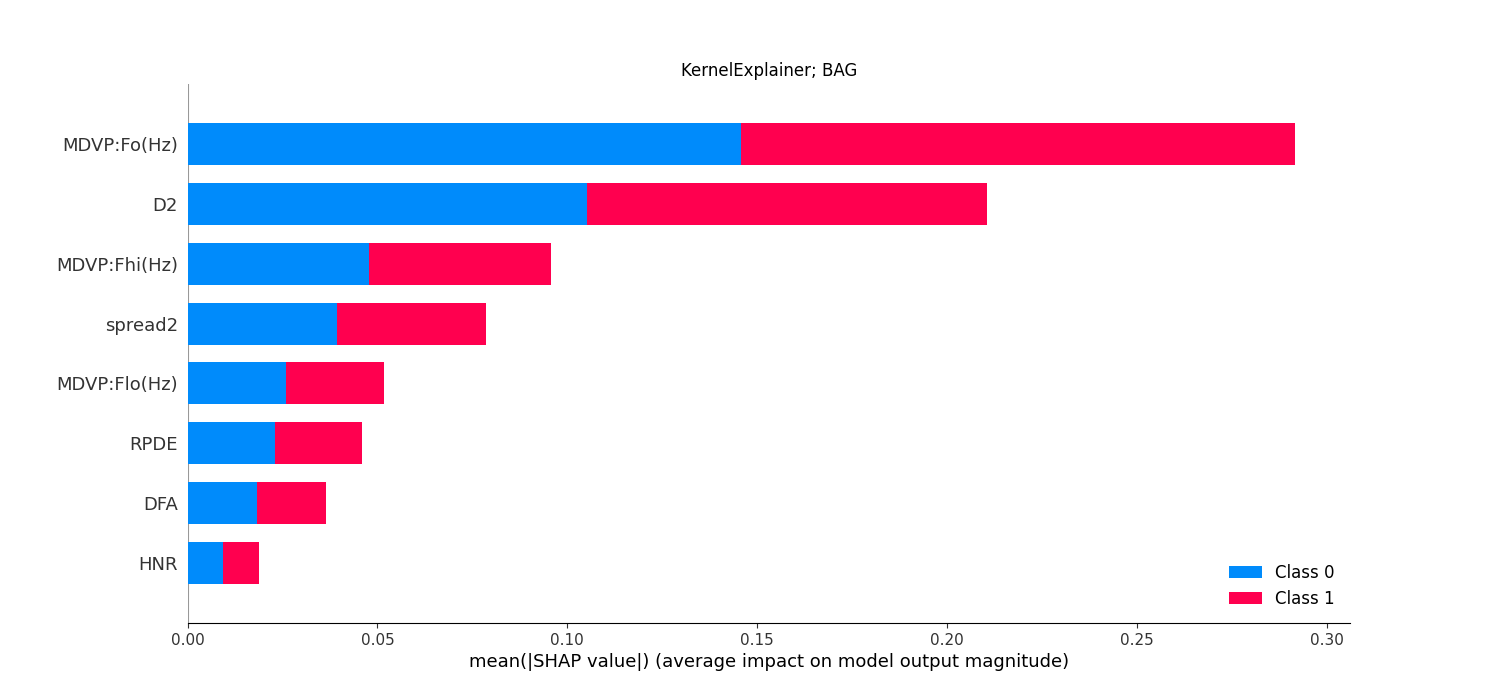 KernelExplainer; BAG
MDVP:Fo(Hz)
D2
MDVP:Fhi(Hz)
spread2
MDVP:Flo(Hz)
RPDE
DFA
HNR
Class 0
Class 1
0.00 0.05 0.10 0.15 0.20 0.25 0.30
mean(|SHAP value|) (average impact on model output magnitude)